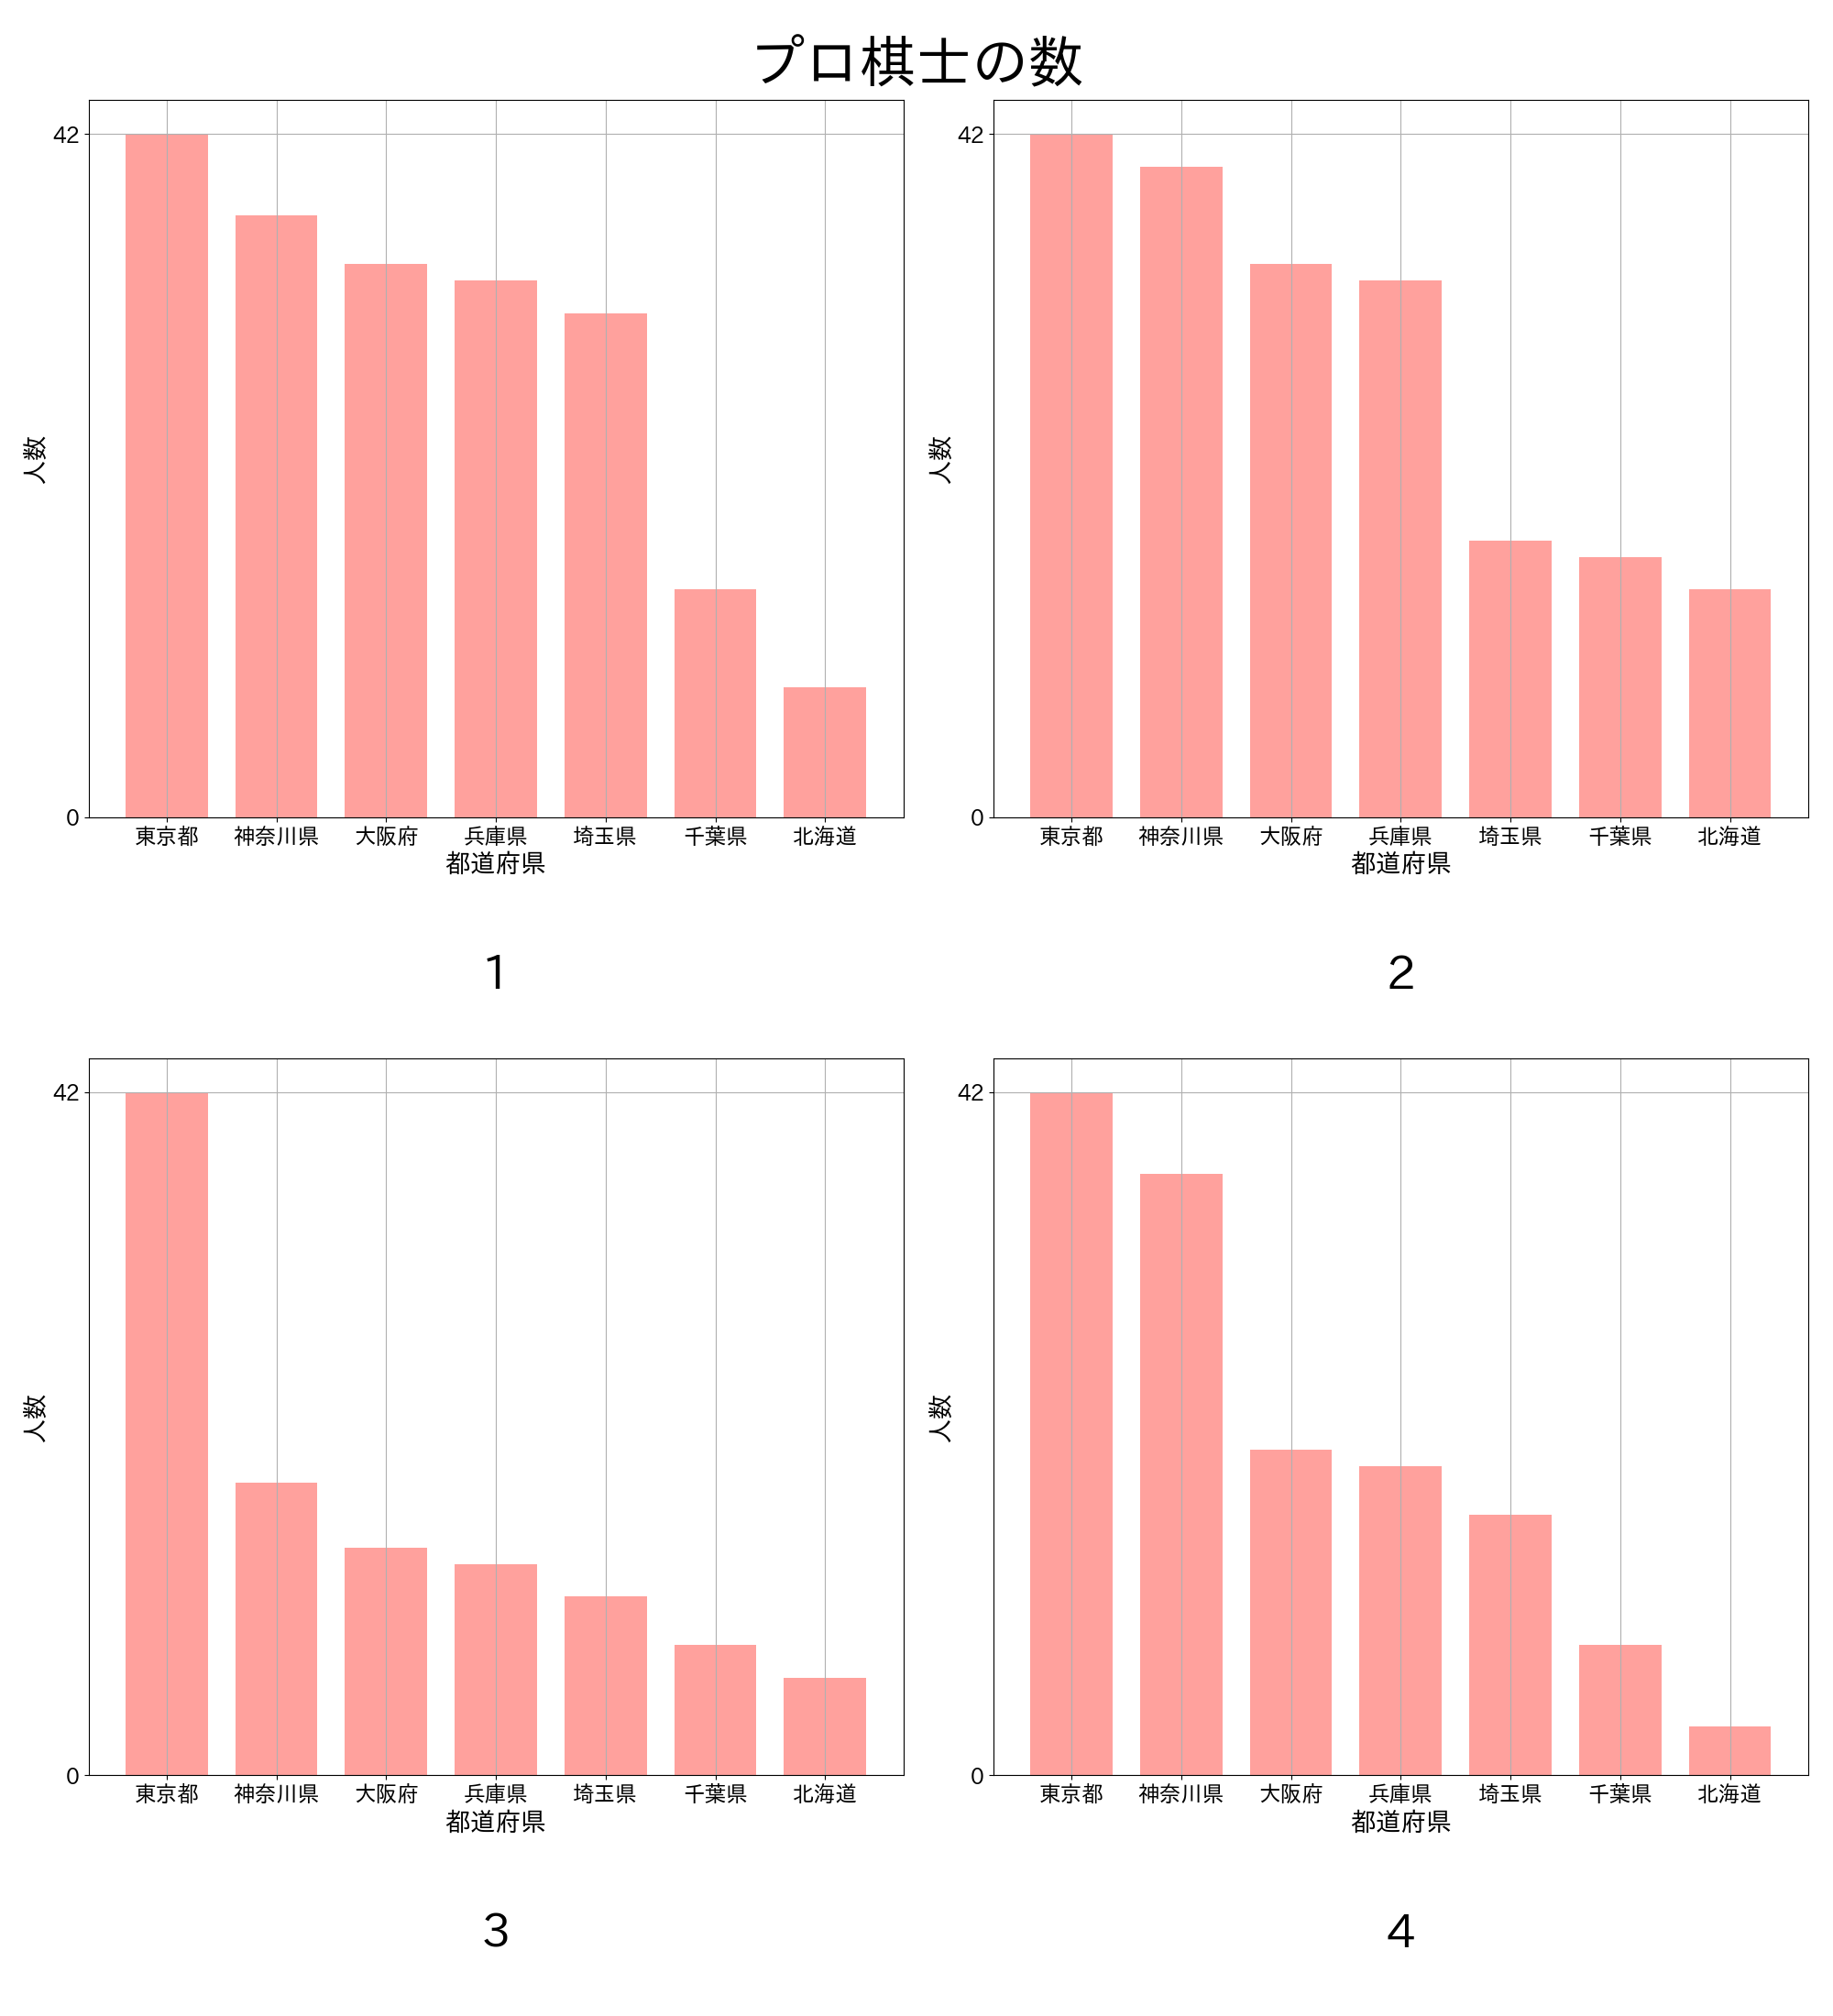 プロ棋士の数
42
0
人数
東京都 神奈川県 大阪府 兵庫県 埼玉県 千葉県 北海道
都道府県
1
42
0
人数
東京都 神奈川県 大阪府 兵庫県 埼玉県 千葉県 北海道
都道府県
2
42
0
人数
東京都 神奈川県 大阪府 兵庫県 埼玉県 千葉県 北海道
都道府県
3
42
0
人数
東京都 神奈川県 大阪府 兵庫県 埼玉県 千葉県 北海道
都道府県
4